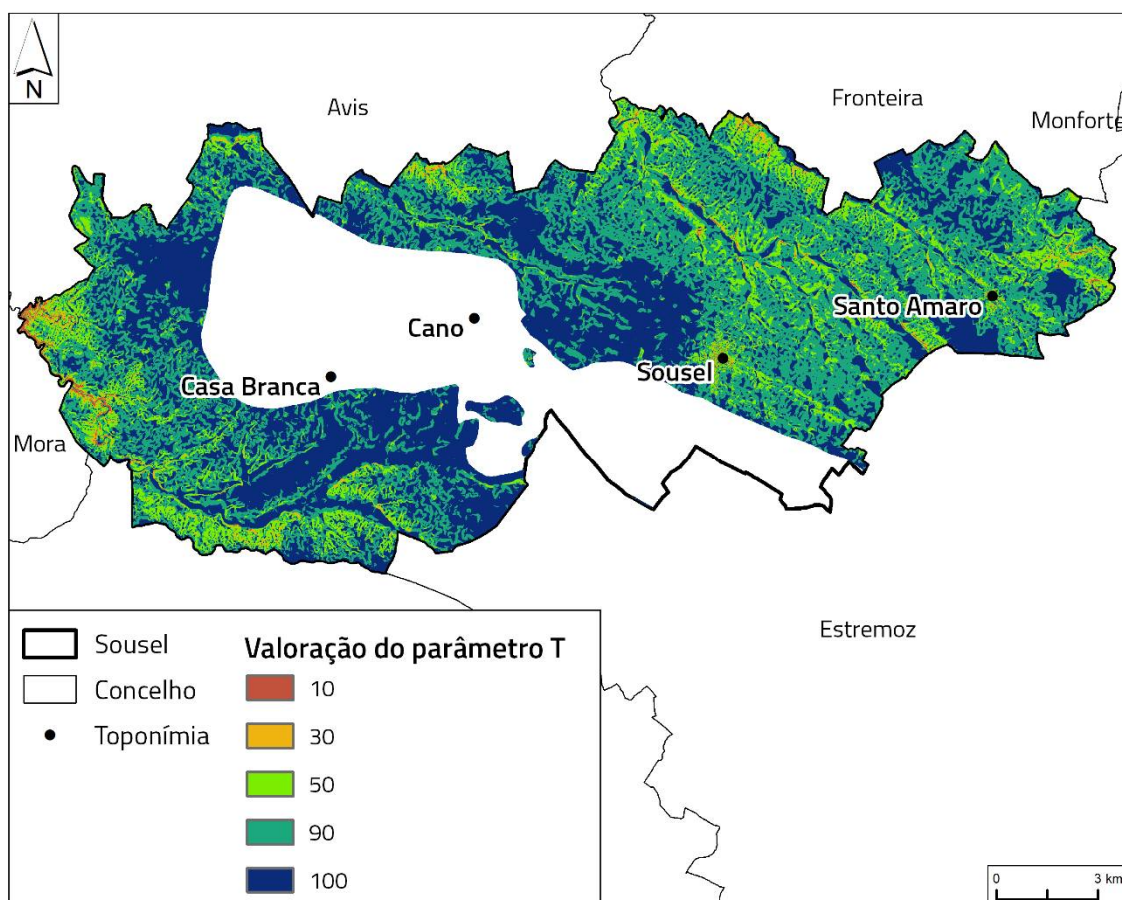 N
Avis
Fronteira
Monforte
Santo Amaro
Cano
Sousel
Casa Branca
Mora
Estremoz
Sousel
Concelho
Toponímia
Valoração do parâmetro T
10
30
50
90
100
0 3 km